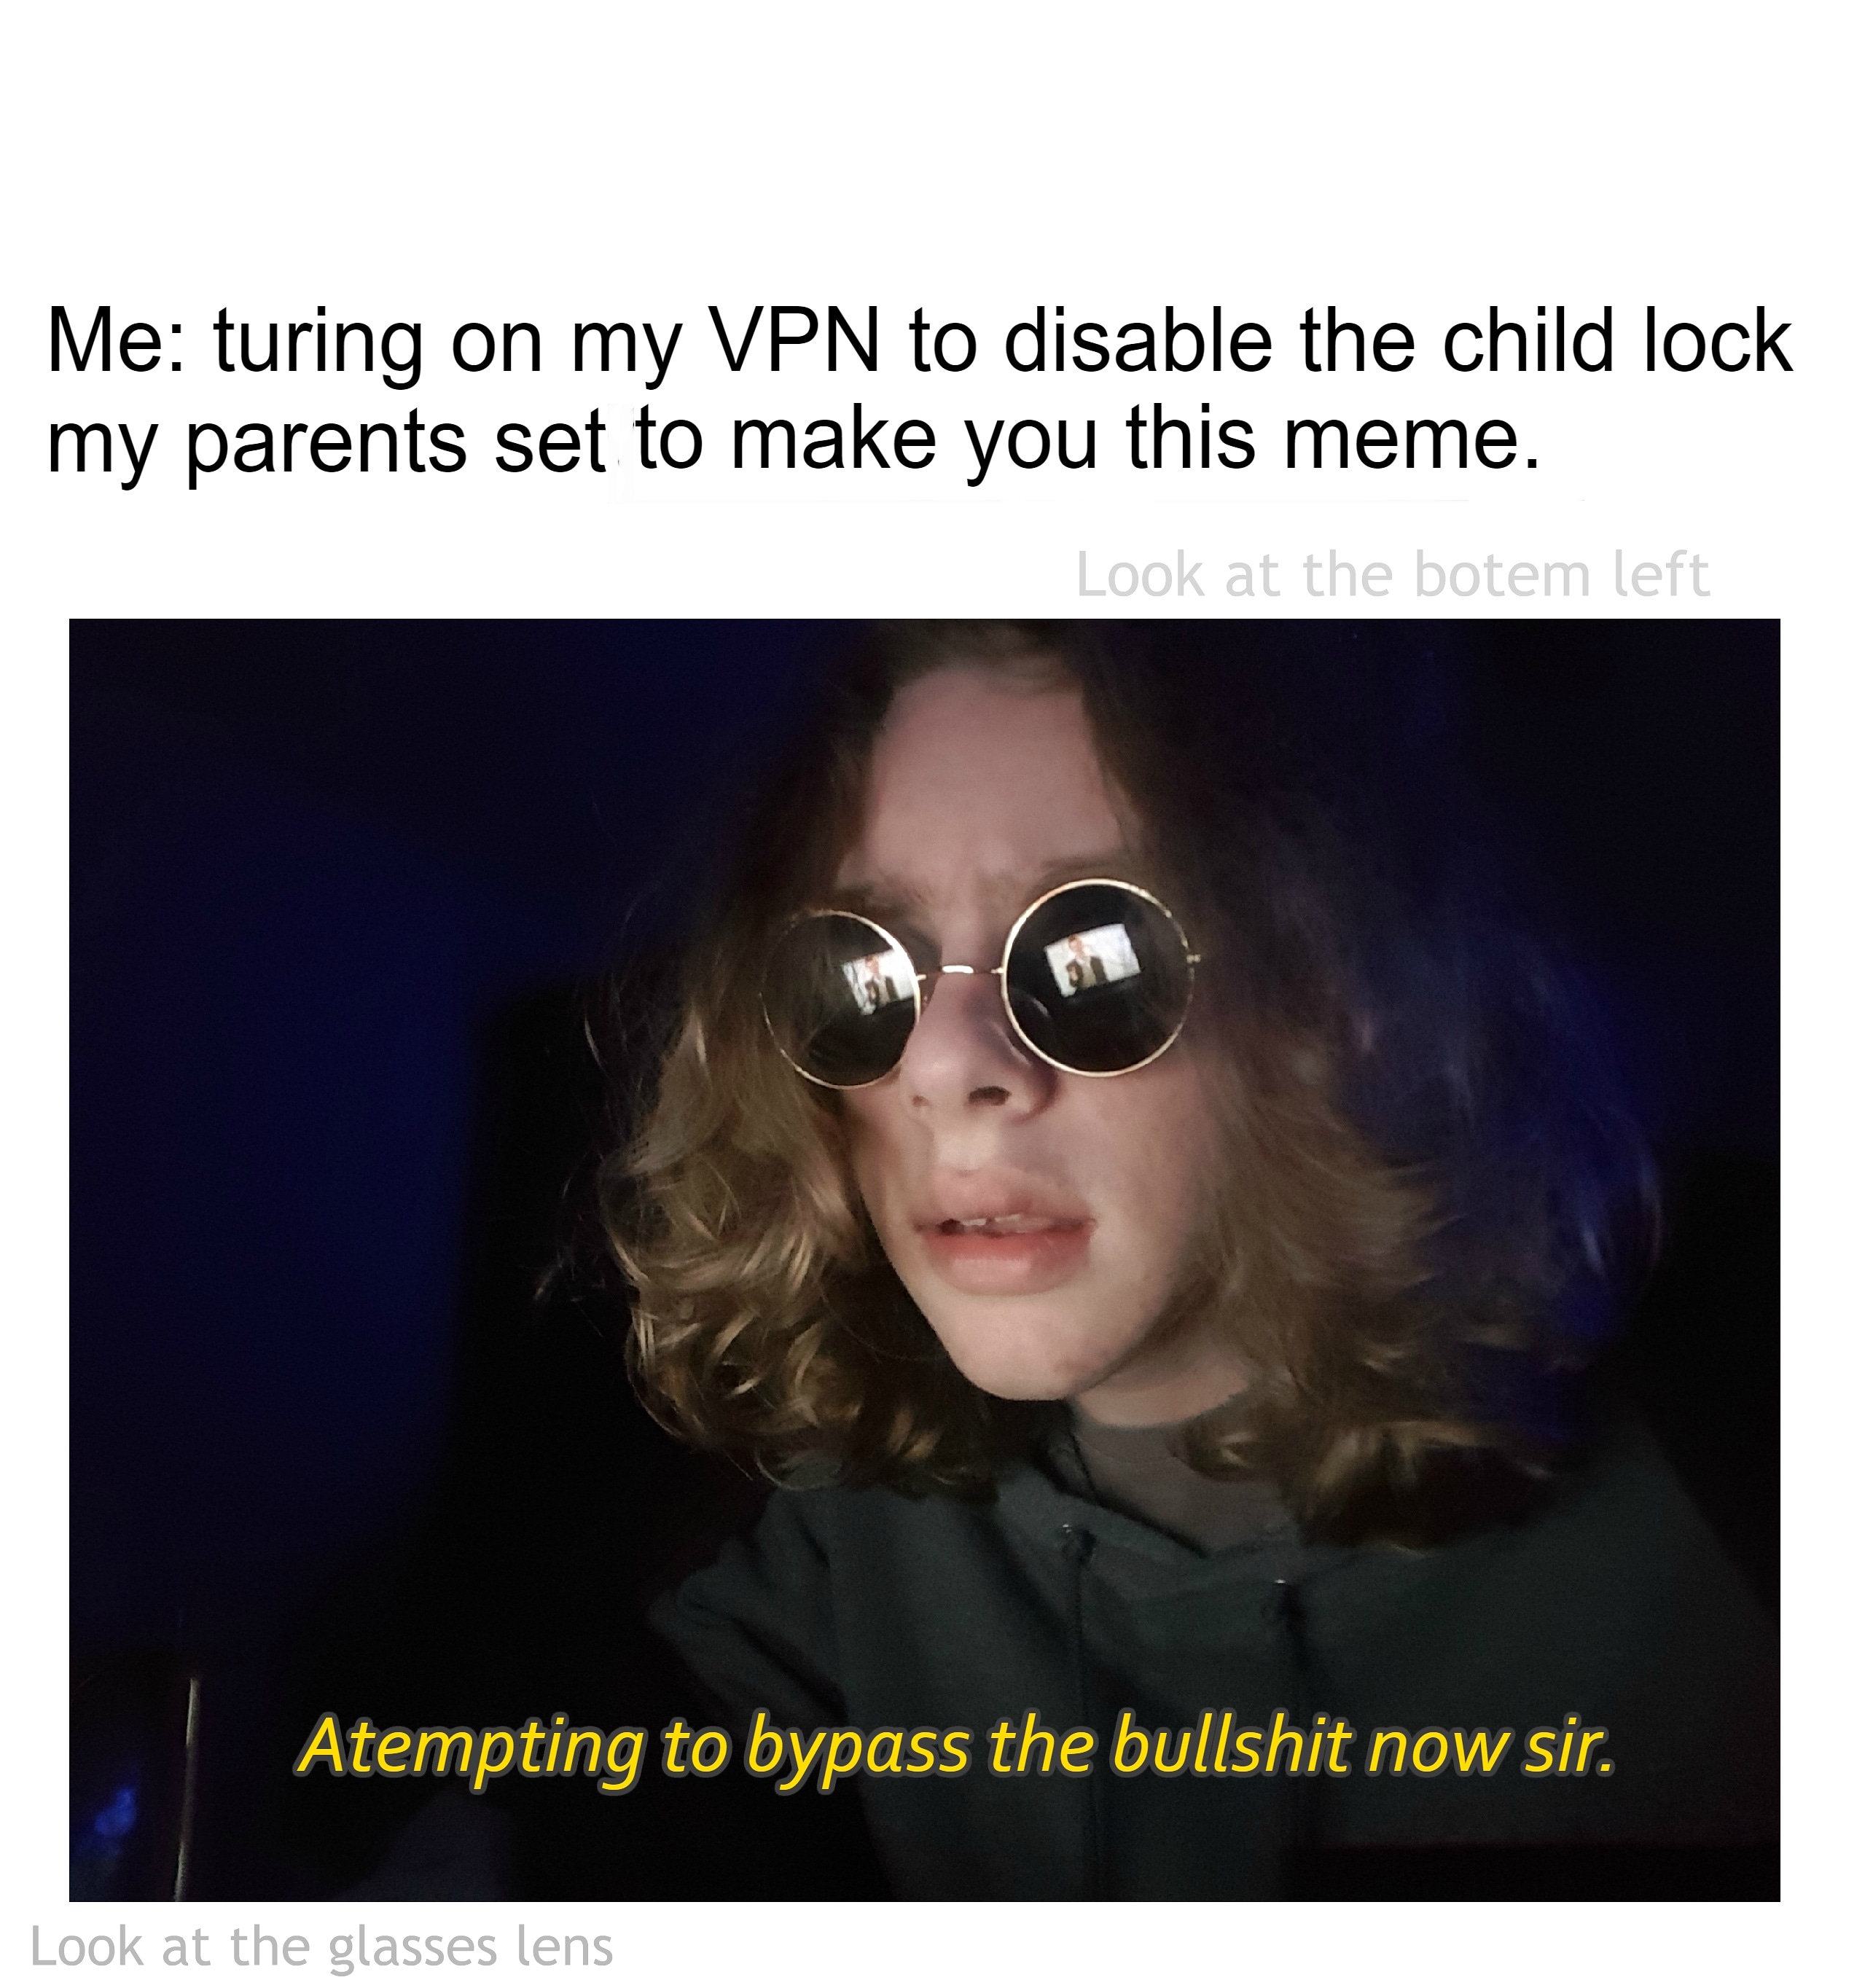 Me: turing on my VPN to disable the child lock
my parents set to make you this meme.
Look at the botem left
Atempting to bypass the bullshit now sir.
Look at the glasses lens